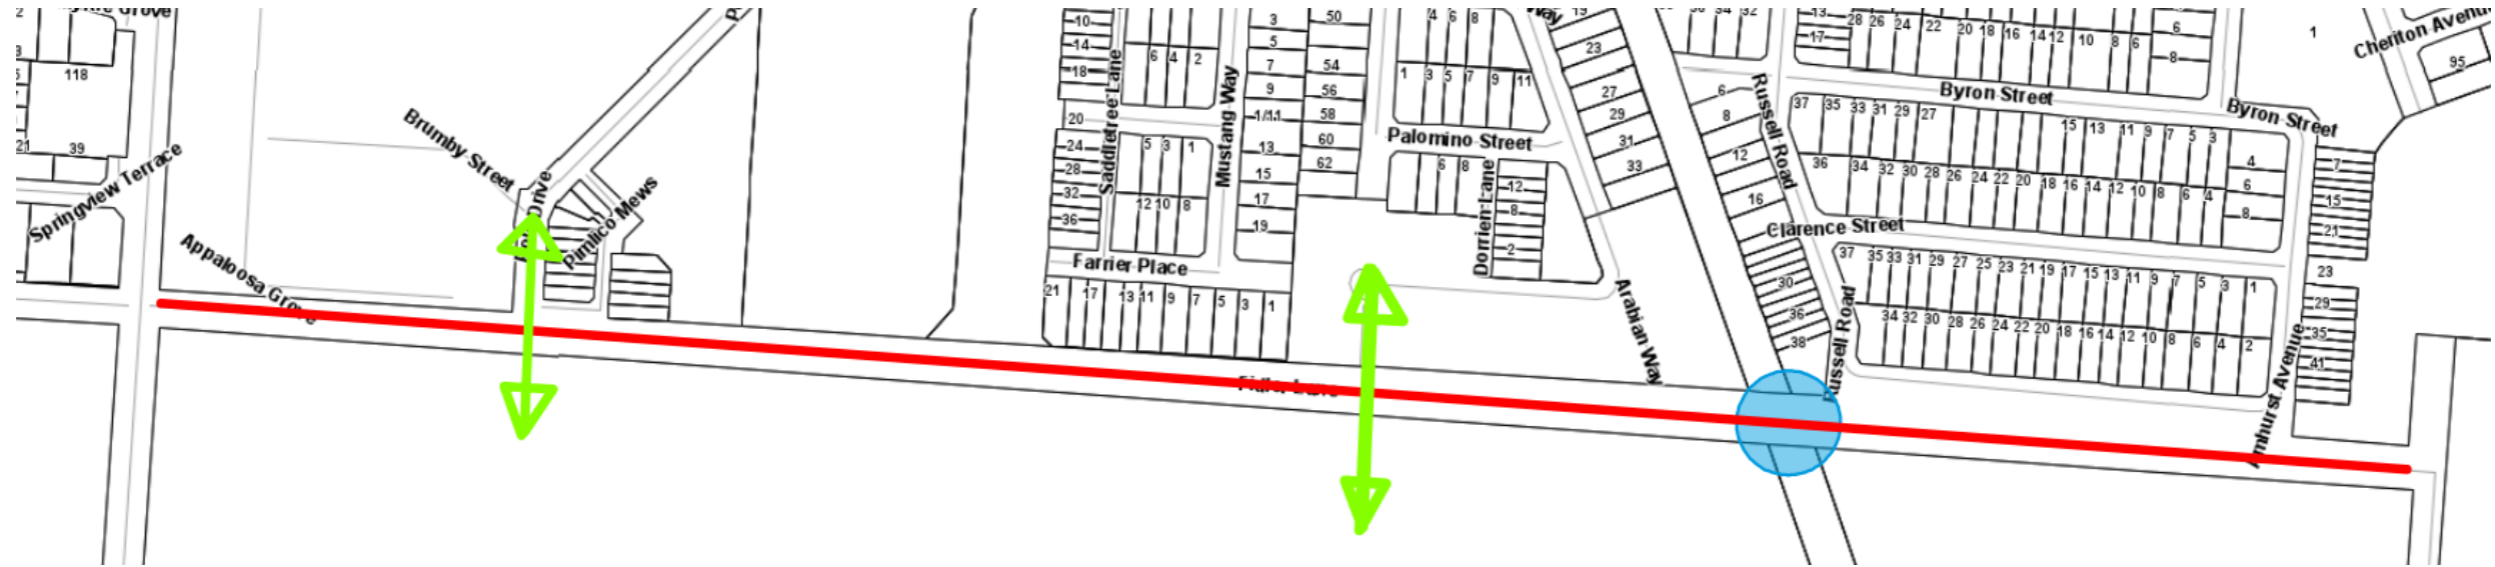 118
39
21
Springview Terrace
Appaloosa Grove
Brumby Street
Drive
Pimlico Mews
10
14
18
20
24
28
32
36
Saddletree Lane
6 4 2
5 3 1
12 10 8
Mustang Way
3
5
7
9
1/11
13
15
17
19
50
54
56
58
60
62
Farrier Place
21 17 13 11 9 7 5 3 1
4 6 8
1 3 5 7 9 11
Palomino Street
6 8
Dorrien Lane
12
8
2
Way
19
23
27
29
31
33
Arabian Way
6
8
12
16
30
36
38
Russell Road
Russell Road
13
17
28 26 24 22 20 18 16 14 12 10 8 6
6
8
Byron Street
Byron Street
37 35 33 31 29 27 15 13 11 9 7 5 3
36 34 32 30 28 26 24 22 20 18 16 14 12 10 8 6 4
4
6
8
Clarence Street
37 35 33 31 29 27 25 23 21 19 17 15 13 11 9 7 5 3 1
34 32 30 28 26 24 22 20 18 16 14 12 10 8 6 4 2
7
15
21
23
29
35
41
Amhurst Avenue
1
Cheriton Avenue
95